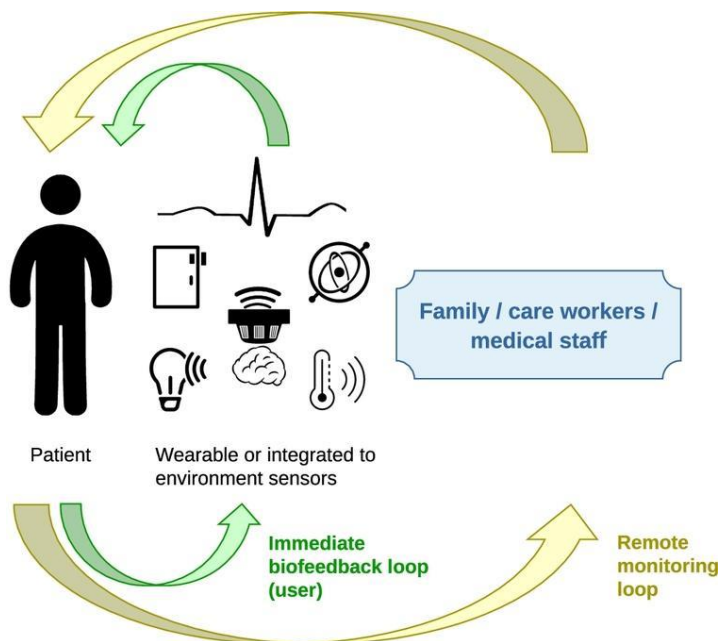 Family / care workers /
medical staff
Patient
Wearable or integrated to
environment sensors
Immediate
biofeedback loop
(user)
Remote
monitoring
loop